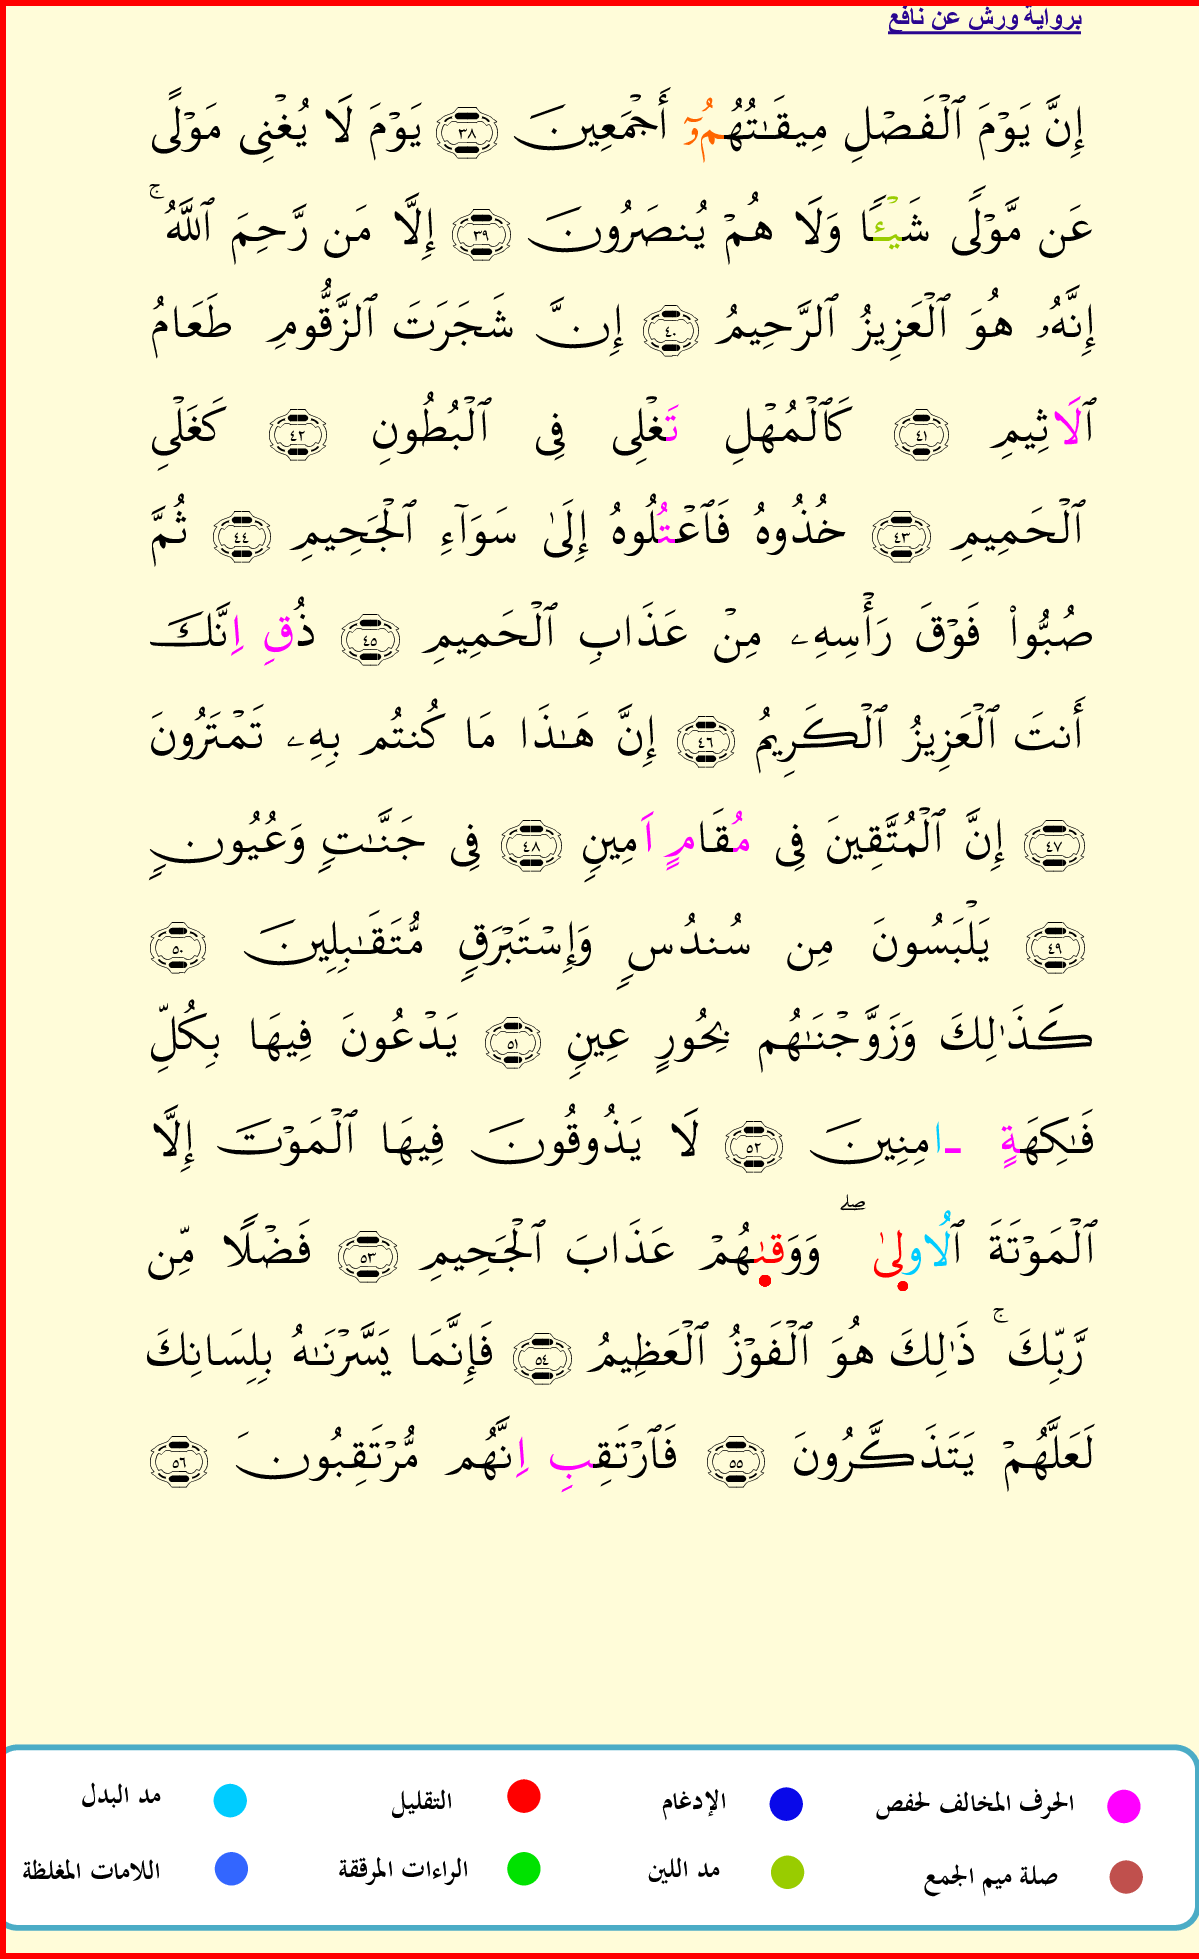 برواية ورش عن نافع
إِنَّ يَوْمَ ٱلْفَصْلِ مِيقَـٰتُهُمُۥٓ أَجْمَعِينَ ٣٨ يَوْمَ لَا يُغْنِى مَوْلًى
عَن مَّوْلًى شَيْـًٔا وَلَا هُمْ يُنصَرُونَ ٣٩ إِلَّا مَن رَّحِمَ ٱللَّهُ ۚ
إِنَّهُۥ هُوَ ٱلْعَزِيزُ ٱلرَّحِيمُ ٤٠ إِنَّ شَجَرَتَ ٱلزَّقُّومِ طَعَامُ
ٱلَاثِيمِ ٤١ كَٱلْمُهْلِ تَغْلِى فِى ٱلْبُطُونِ ٤٢ كَغَلْىِ
ٱلْحَمِيمِ ٤٣ خُذُوهُ فَٱعْتُلُوهُ إِلَىٰ سَوَآءِ ٱلْجَحِيمِ ٤٤ ثُمَّ
صُبُّوا۟ فَوْقَ رَأْسِهِۦ مِنْ عَذَابِ ٱلْحَمِيمِ ٤٥ ذُقِ اِنَّكَ
أَنتَ ٱلْعَزِيزُ ٱلْكَرِيمُ ٤٦ إِنَّ هَـٰذَا مَا كُنتُم بِهِۦ تَمْتَرُونَ
٤٧ إِنَّ ٱلْمُتَّقِينَ فِى مُقَامٍ اَمِينٍ ٤٨ فِى جَنَّـٰتٍ وَعُيُونٍ
٤٩ يَلْبَسُونَ مِن سُندُسٍ وَإِسْتَبْرَقٍ مُّتَقَـٰبِلِينَ ٥٠
كَذَٰلِكَ وَزَوَّجْنَـٰهُم بِحُورٍ عِينٍ ٥١ يَدْعُونَ فِيهَا بِكُلِّ
فَـٰكِهَةٍ ـامِنِينَ ٥٢ لَا يَذُوقُونَ فِيهَا ٱلْمَوْتَ إِلَّا
ٱلْمَوْتَةَ ٱلُاولِىٰ ۖ وَوَقِىٰهُمْ عَذَابَ ٱلْجَحِيمِ ٥٣ فَضْلًا مِّن
رَّبِّكَ ۚ ذَٰلِكَ هُوَ ٱلْفَوْزُ ٱلْعَظِيمُ ٥٤ فَإِنَّمَا يَسَّرْنَـٰهُ بِلِسَانِكَ
لَعَلَّهُمْ يَتَذَكَّرُونَ ٥٥ فَٱرْتَقِبِ اِنَّهُم مُّرْتَقِبُونَ ٥٦
الحرف المخالف لحفص الإدغام التقليل مد البدل
صلة ميم الجمع مد اللين الراءات المرققة اللامات المغلظة